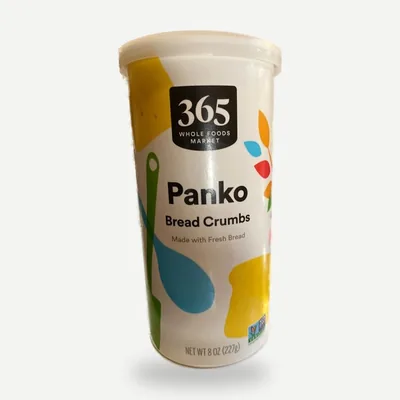 365
WHOLE FOODS
MARKET
Panko
Bread Crumbs
Made with Fresh Bread
NET WT 8 OZ (227g)